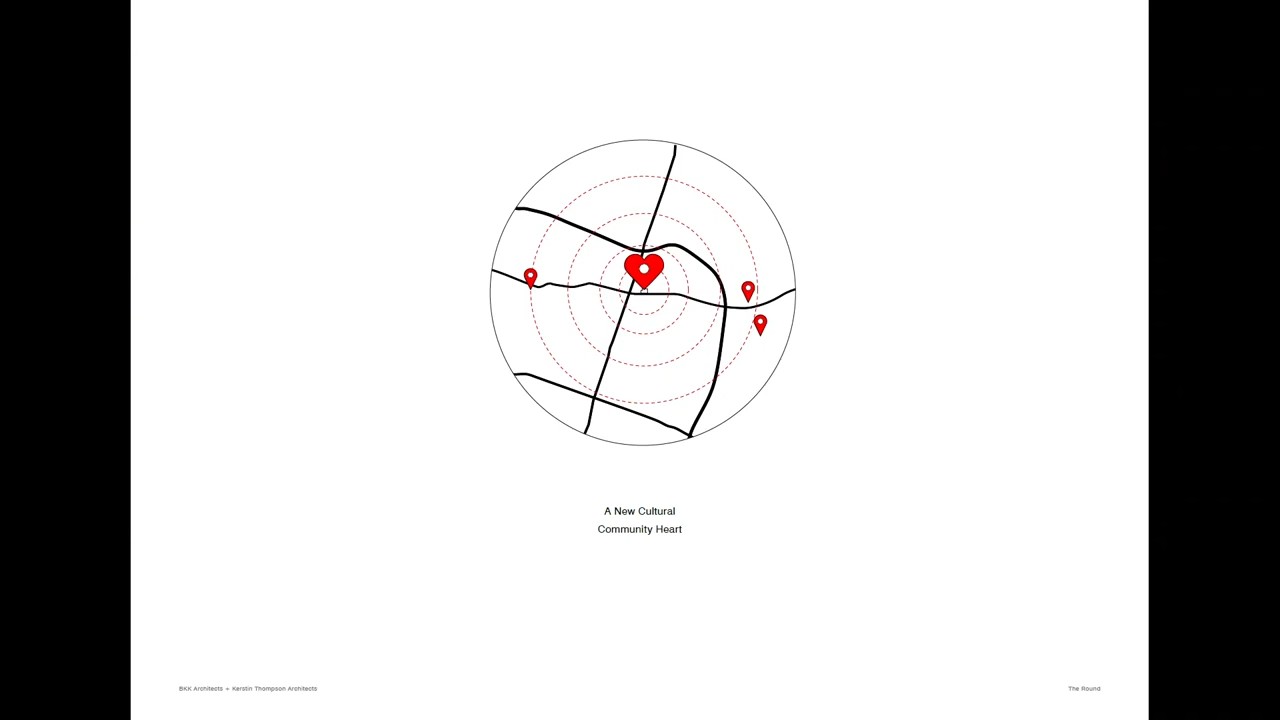 A New Cultural
Community Heart
BKK Architects + Kerstin Thompson Architects
The Round